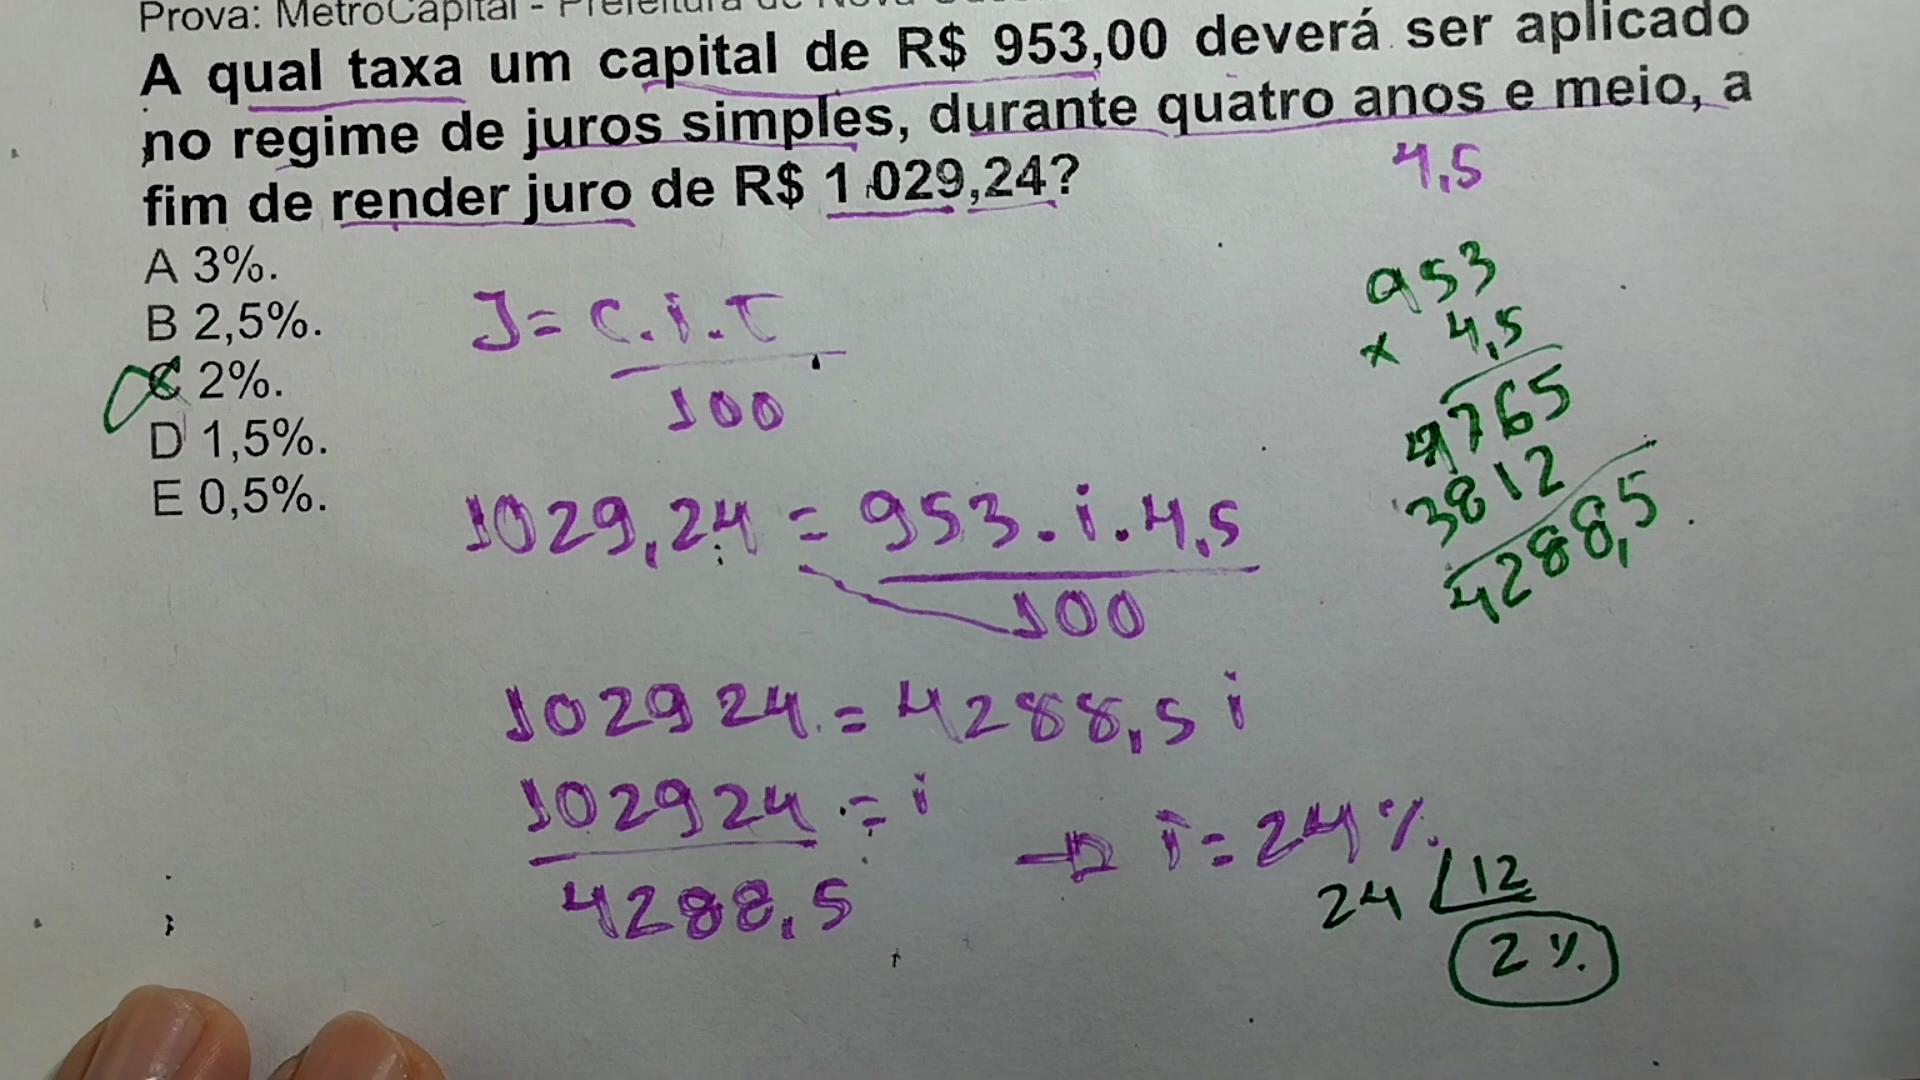 Prova: MetroCapital - Prefeitura de Nova
A qual taxa um capital de R$ 953,00 deverá ser aplicado
no regime de juros simples, durante quatro anos e meio, a
4,5
fim de render juro de R$ 1 029,24?
A 3%.
B 2,5%.
C 2%.
D 1,5%.
E 0,5%.
J = C.i.T
100
1029,24 = 953.i.4,5
100
102924 = 4288,5 i
102924 = i
4288,5
i = 24%
24 12
2%
953
x 4,5
4765
3812
4288,5